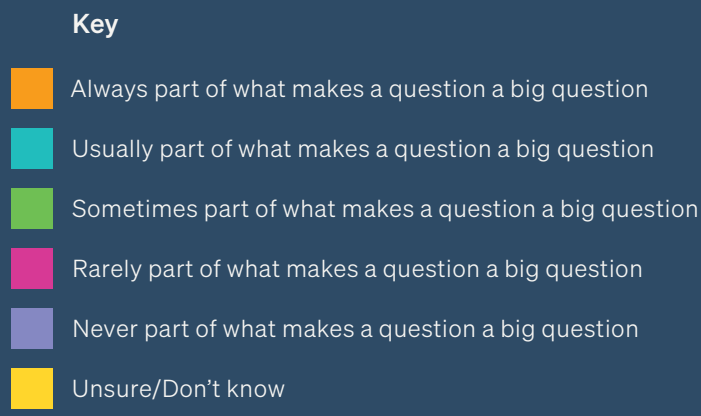 Key
Always part of what makes a question a big question
Usually part of what makes a question a big question
Sometimes part of what makes a question a big question
Rarely part of what makes a question a big question
Never part of what makes a question a big question
Unsure/Don’t know